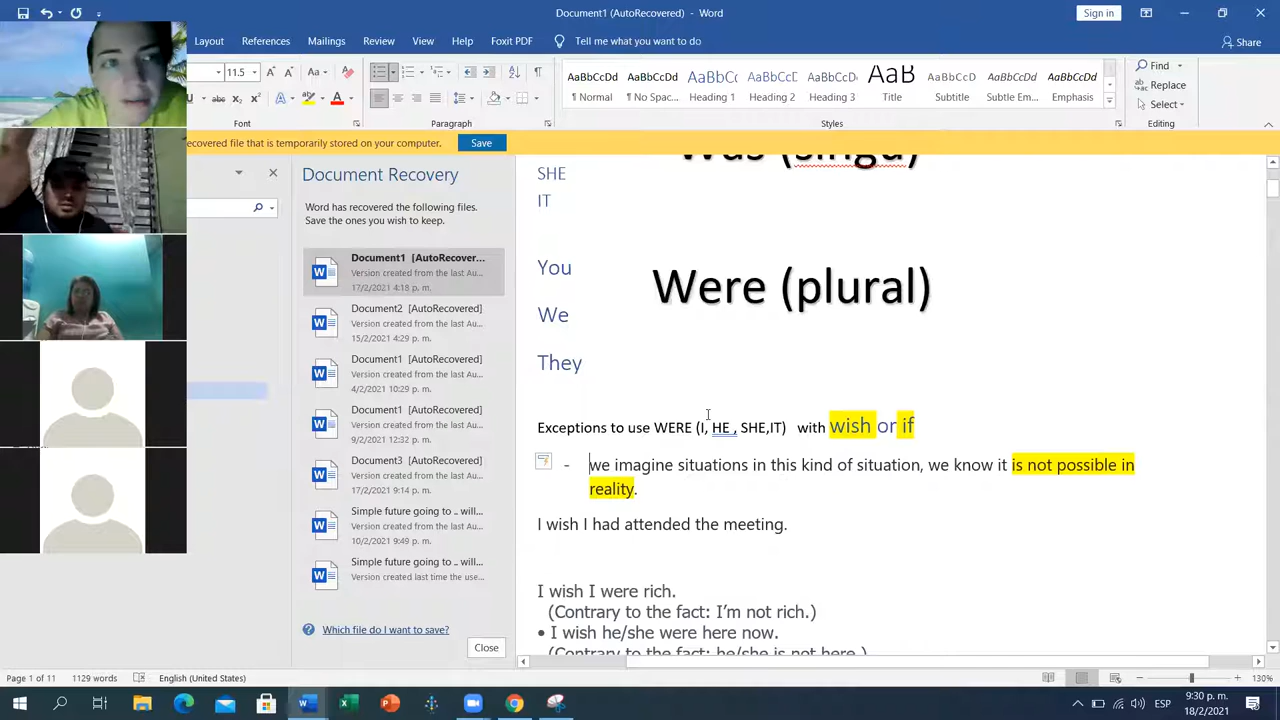 Document1 (AutoRecovered) - Word
Sign in
Layout
References
Mailings
Review
View
Help
Foxit PDF
Tell me what you want to do
Share
11.5
AaBbCcDd
AaBbCcDd
AaBbCc
AaBbCcC
AaBbCcD
AaB
AaBbCcD
AaBbCcDd
AaBbCcDd
¶ Normal
¶ No Spac...
Heading 1
Heading 2
Heading 3
Title
Subtitle
Subtle Em...
Emphasis
Find
Replace
Select
Font
Paragraph
Styles
Editing
ecovered file that is temporarily stored on your computer.
Save
Document Recovery
Word has recovered the following files.
Save the ones you wish to keep.
Document1 [AutoRecover...
Version created from the last Au...
17/2/2021 4:18 p. m.
Document2 [AutoRecovered]
Version created from the last Au...
15/2/2021 4:29 p. m.
Document1 [AutoRecovered]
Version created from the last Au...
4/2/2021 10:29 p. m.
Document1 [AutoRecovered]
Version created from the last Au...
9/2/2021 12:32 p. m.
Document3 [AutoRecovered]
Version created from the last Au...
17/2/2021 9:14 p. m.
Simple future going to .. will...
Version created from the last Au...
10/2/2021 9:49 p. m.
Simple future going to .. will...
Version created last time the use...
Which file do I want to save?
Close
Was (singu)
SHE
IT
You
Were (plural)
We
They
Exceptions to use WERE (I, HE , SHE,IT) with wish or if
- we imagine situations in this kind of situation, we know it is not possible in
reality.
I wish I had attended the meeting.
I wish I were rich.
(Contrary to the fact: I'm not rich.)
• I wish he/she were here now.
(Contrary to the fact: he/she is not here.)
Page 1 of 11
1129 words
English (United States)
130%
ESP
9:30 p. m.
18/2/2021